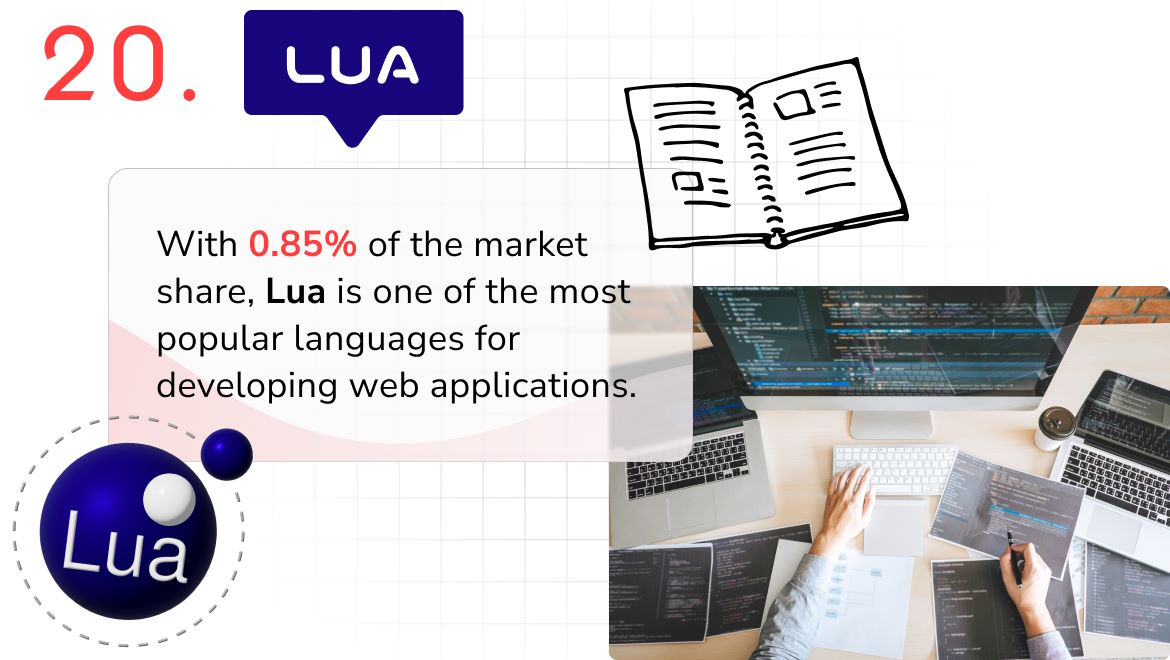 20.
LUA
With 0.85% of the market
share, Lua is one of the most
popular languages for
developing web applications.
Lua